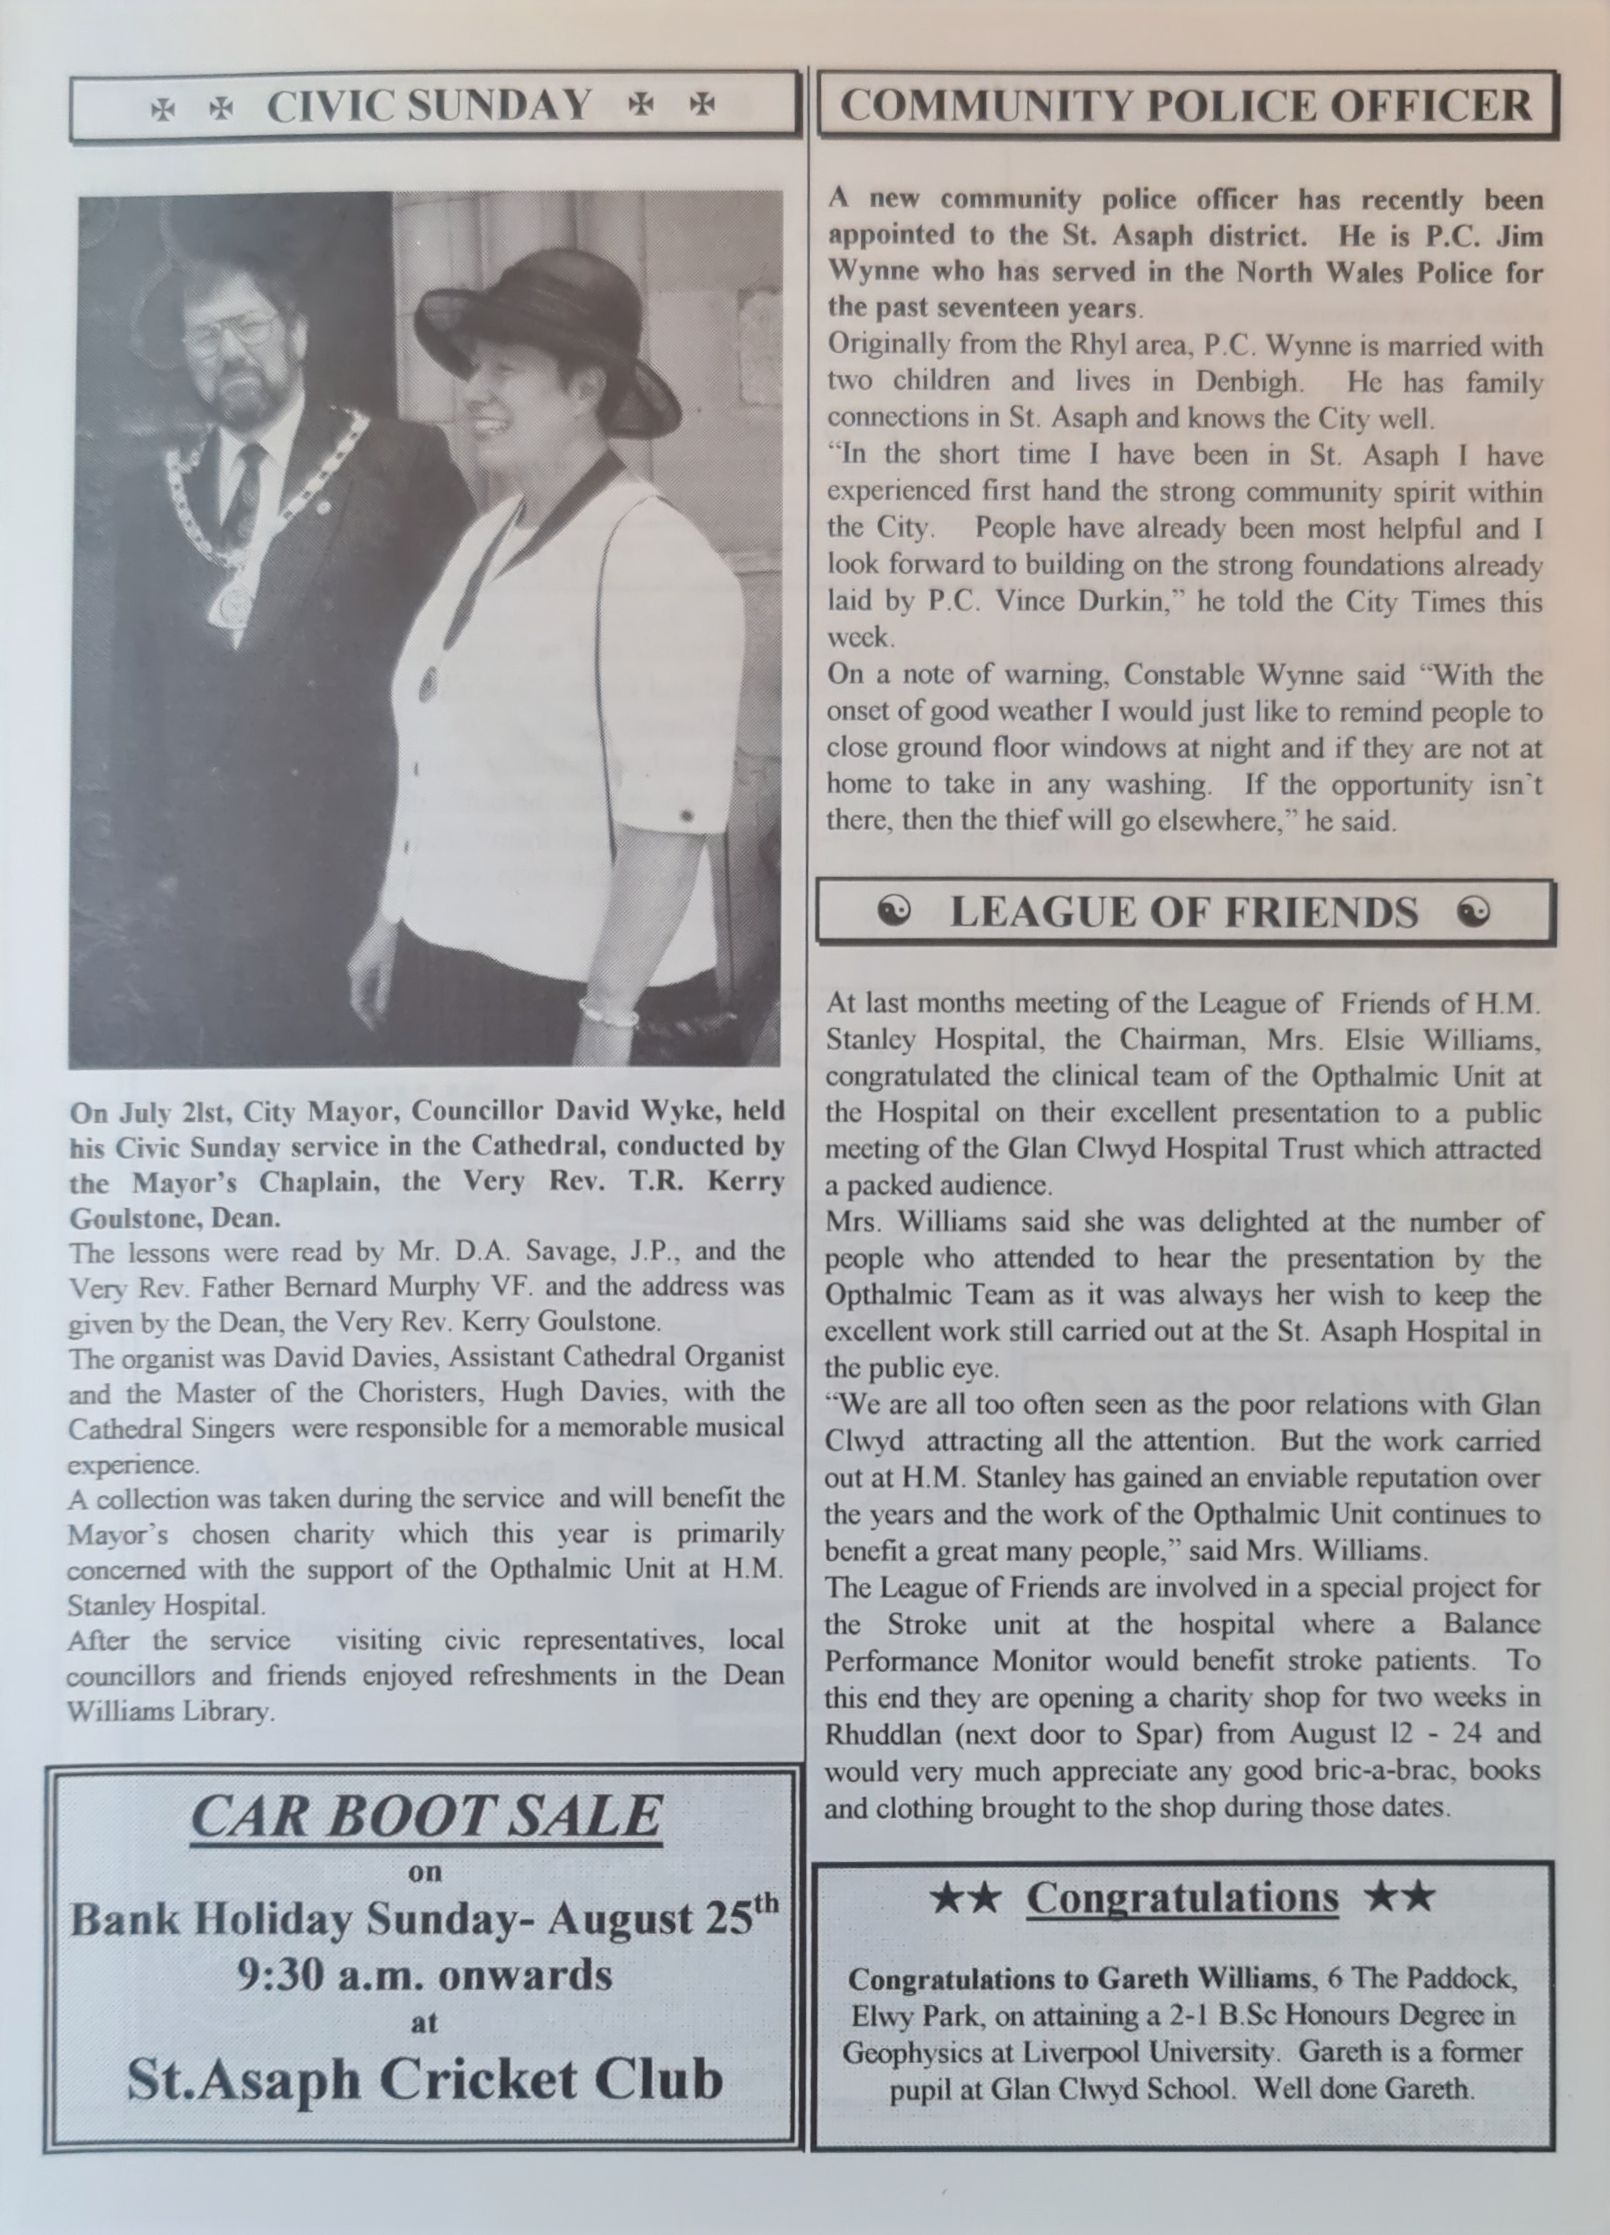 ✠ ✠ CIVIC SUNDAY ✠ ✠
On July 2lst, City Mayor, Councillor David Wyke, held
his Civic Sunday service in the Cathedral, conducted by
the Mayor’s Chaplain, the Very Rev. T.R. Kerry
Goulstone, Dean.
The lessons were read by Mr. D.A. Savage, J.P., and the
Very Rev. Father Bernard Murphy VF. and the address was
given by the Dean, the Very Rev. Kerry Goulstone.
The organist was David Davies, Assistant Cathedral Organist
and the Master of the Choristers, Hugh Davies, with the
Cathedral Singers were responsible for a memorable musical
experience.
A collection was taken during the service and will benefit the
Mayor’s chosen charity which this year is primarily
concerned with the support of the Opthalmic Unit at H.M.
Stanley Hospital.
After the service visiting civic representatives, local
councillors and friends enjoyed refreshments in the Dean
Williams Library.
CAR BOOT SALE
on
Bank Holiday Sunday- August 25th
9:30 a.m. onwards
at
St.Asaph Cricket Club
COMMUNITY POLICE OFFICER
A new community police officer has recently been
appointed to the St. Asaph district. He is P.C. Jim
Wynne who has served in the North Wales Police for
the past seventeen years.
Originally from the Rhyl area, P.C. Wynne is married with
two children and lives in Denbigh. He has family
connections in St. Asaph and knows the City well.
“In the short time I have been in St. Asaph I have
experienced first hand the strong community spirit within
the City. People have already been most helpful and I
look forward to building on the strong foundations already
laid by P.C. Vince Durkin,” he told the City Times this
week.
On a note of warning, Constable Wynne said “With the
onset of good weather I would just like to remind people to
close ground floor windows at night and if they are not at
home to take in any washing. If the opportunity isn’t
there, then the thief will go elsewhere,” he said.
☯ LEAGUE OF FRIENDS ☯
At last months meeting of the League of Friends of H.M.
Stanley Hospital, the Chairman, Mrs. Elsie Williams,
congratulated the clinical team of the Opthalmic Unit at
the Hospital on their excellent presentation to a public
meeting of the Glan Clwyd Hospital Trust which attracted
a packed audience.
Mrs. Williams said she was delighted at the number of
people who attended to hear the presentation by the
Opthalmic Team as it was always her wish to keep the
excellent work still carried out at the St. Asaph Hospital in
the public eye.
“We are all too often seen as the poor relations with Glan
Clwyd attracting all the attention. But the work carried
out at H.M. Stanley has gained an enviable reputation over
the years and the work of the Opthalmic Unit continues to
benefit a great many people,” said Mrs. Williams.
The League of Friends are involved in a special project for
the Stroke unit at the hospital where a Balance
Performance Monitor would benefit stroke patients. To
this end they are opening a charity shop for two weeks in
Rhuddlan (next door to Spar) from August 12 - 24 and
would very much appreciate any good bric-a-brac, books
and clothing brought to the shop during those dates.
★★ Congratulations ★★
Congratulations to Gareth Williams, 6 The Paddock,
Elwy Park, on attaining a 2-1 B.Sc Honours Degree in
Geophysics at Liverpool University. Gareth is a former
pupil at Glan Clwyd School. Well done Gareth.